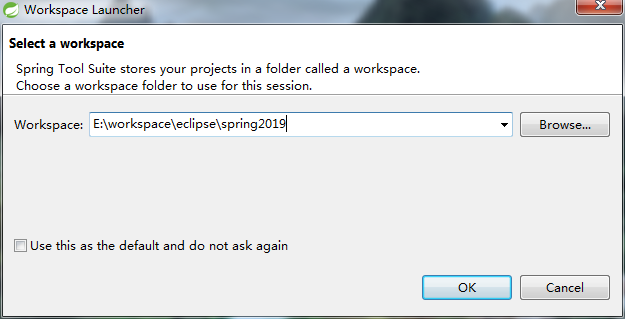 Workspace Launcher
Select a workspace
Spring Tool Suite stores your projects in a folder called a workspace.
Choose a workspace folder to use for this session.
Workspace: E:\workspace\eclipse\spring2019 Browse...
Use this as the default and do not ask again
OK Cancel